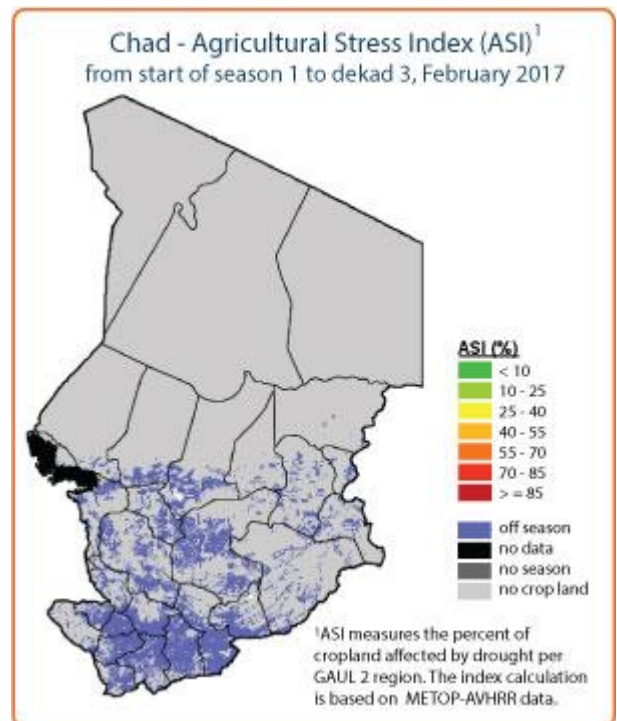 Chad - Agricultural Stress Index (ASI)1
from start of season 1 to dekad 3, February 2017
ASI (%)
< 10
10 - 25
25 - 40
40 - 55
55 - 70
70 - 85
> = 85
off season
no data
no season
no crop land
1ASI measures the percent of
cropland affected by drought per
GAUL 2 region. The index calculation
is based on METOP-AVHRR data.